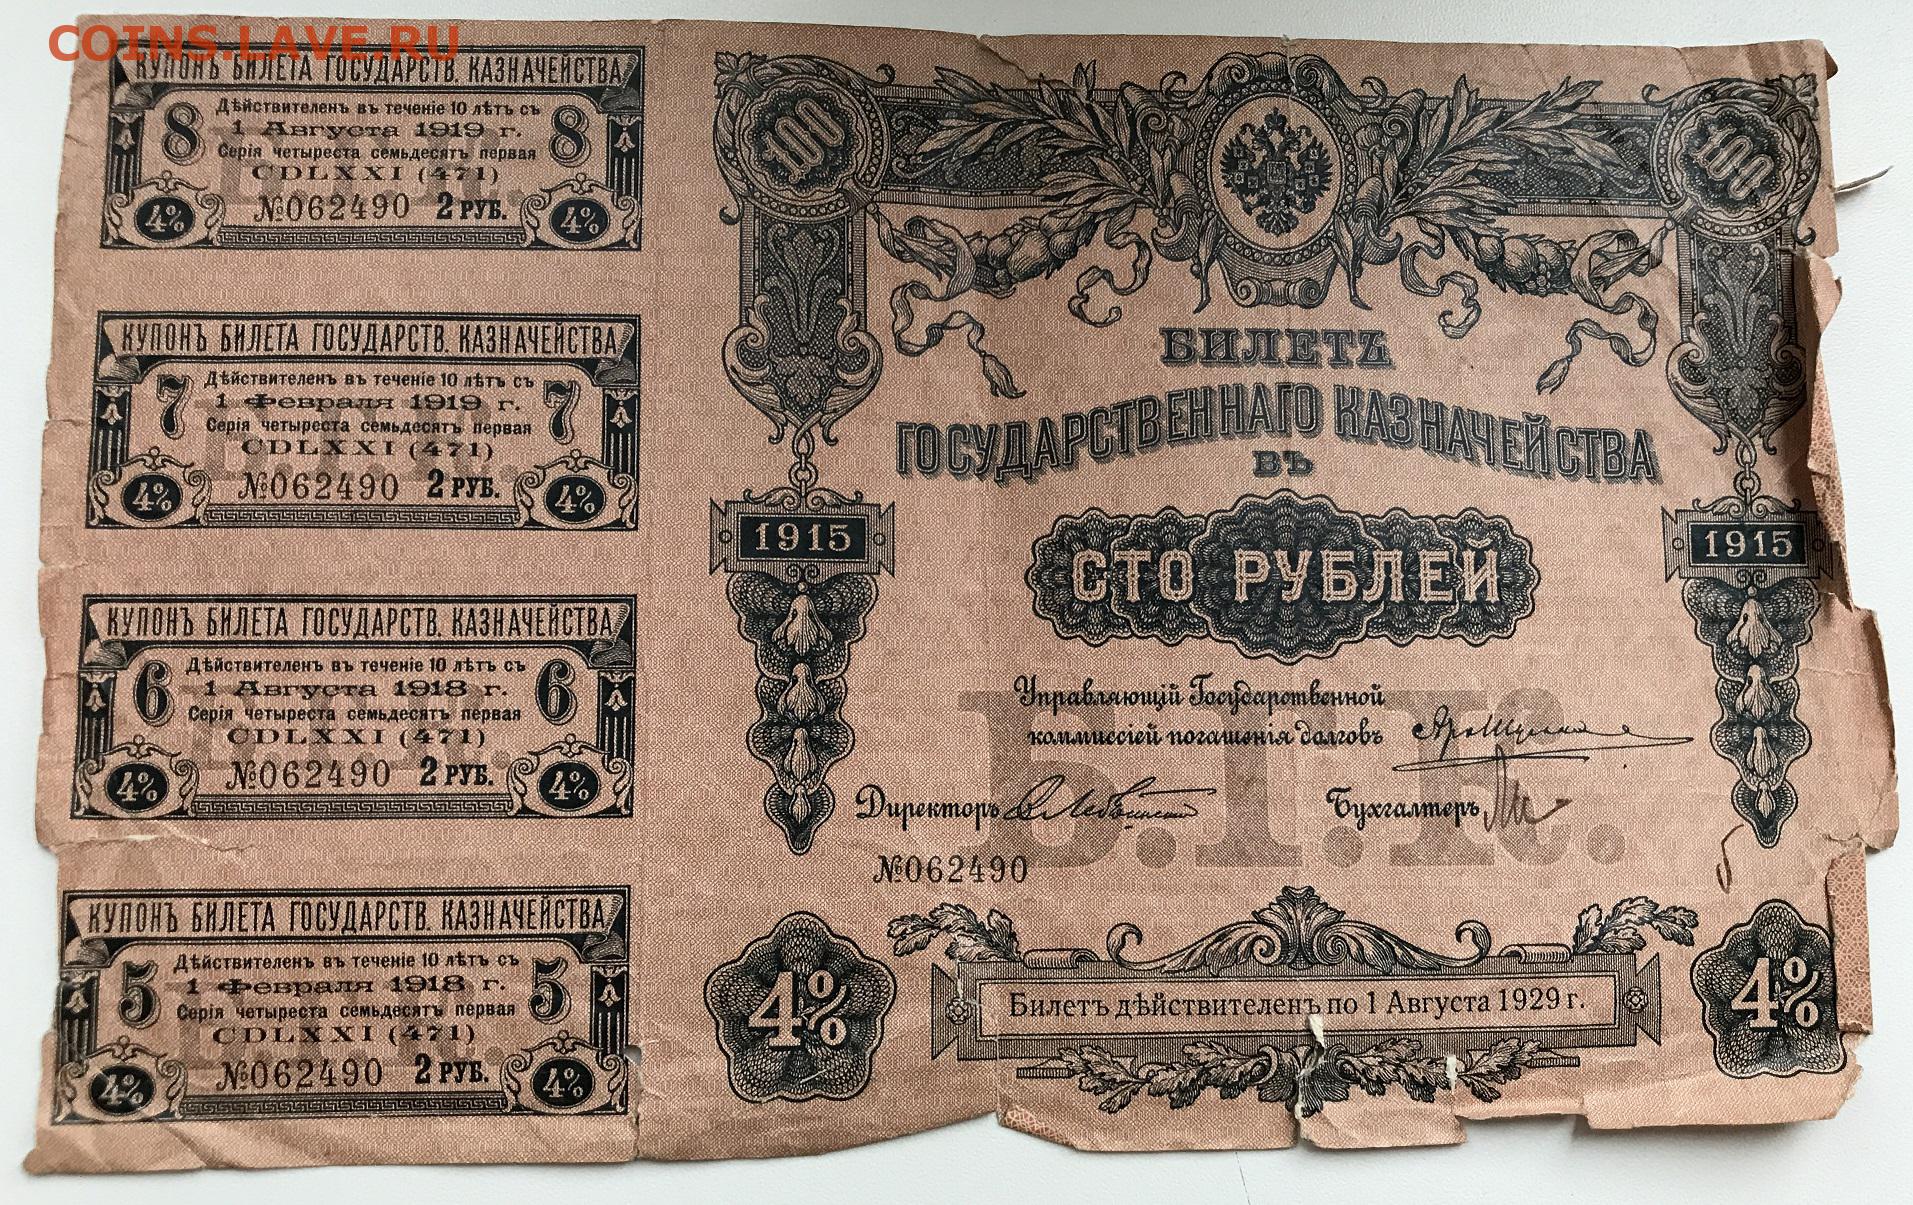 COINS.LAVE.RU
КУПОНЪ БИЛЕТА ГОСУДАРСТВ. КАЗНАЧЕЙСТВА
Дѣйствителенъ въ теченіе 10 лѣтъ съ
8 1 Августа 1919 г. 8
Серія четыреста семьдесятъ первая
CDLXXI (471)
№062490 2 РУБ.
4% 4%
КУПОНЪ БИЛЕТА ГОСУДАРСТВ. КАЗНАЧЕЙСТВА
Дѣйствителенъ въ теченіе 10 лѣтъ съ
7 1 Февраля 1919 г. 7
Серія четыреста семьдесятъ первая
CDLXXI (471)
№062490 2 РУБ.
4% 4%
КУПОНЪ БИЛЕТА ГОСУДАРСТВ. КАЗНАЧЕЙСТВА
Дѣйствителенъ въ теченіе 10 лѣтъ съ
6 1 Августа 1918 г. 6
Серія четыреста семьдесятъ первая
CDLXXI (471)
№062490 2 РУБ.
4% 4%
КУПОНЪ БИЛЕТА ГОСУДАРСТВ. КАЗНАЧЕЙСТВА
Дѣйствителенъ въ теченіе 10 лѣтъ съ
5 1 Февраля 1918 г. 5
Серія четыреста семьдесятъ первая
CDLXXI (471)
№062490 2 РУБ.
4% 4%
100 100
БИЛЕТЪ
ГОСУДАРСТВЕННАГО КАЗНАЧЕЙСТВА
ВЪ
1915 1915
СТО РУБЛЕЙ
Управляющій Государственной
коммиссіей погашенія долговъ
Директоръ Бухгалтеръ
Б.Г.К.
№062490
4% 4%
Билетъ дѣйствителенъ по 1 Августа 1929 г.